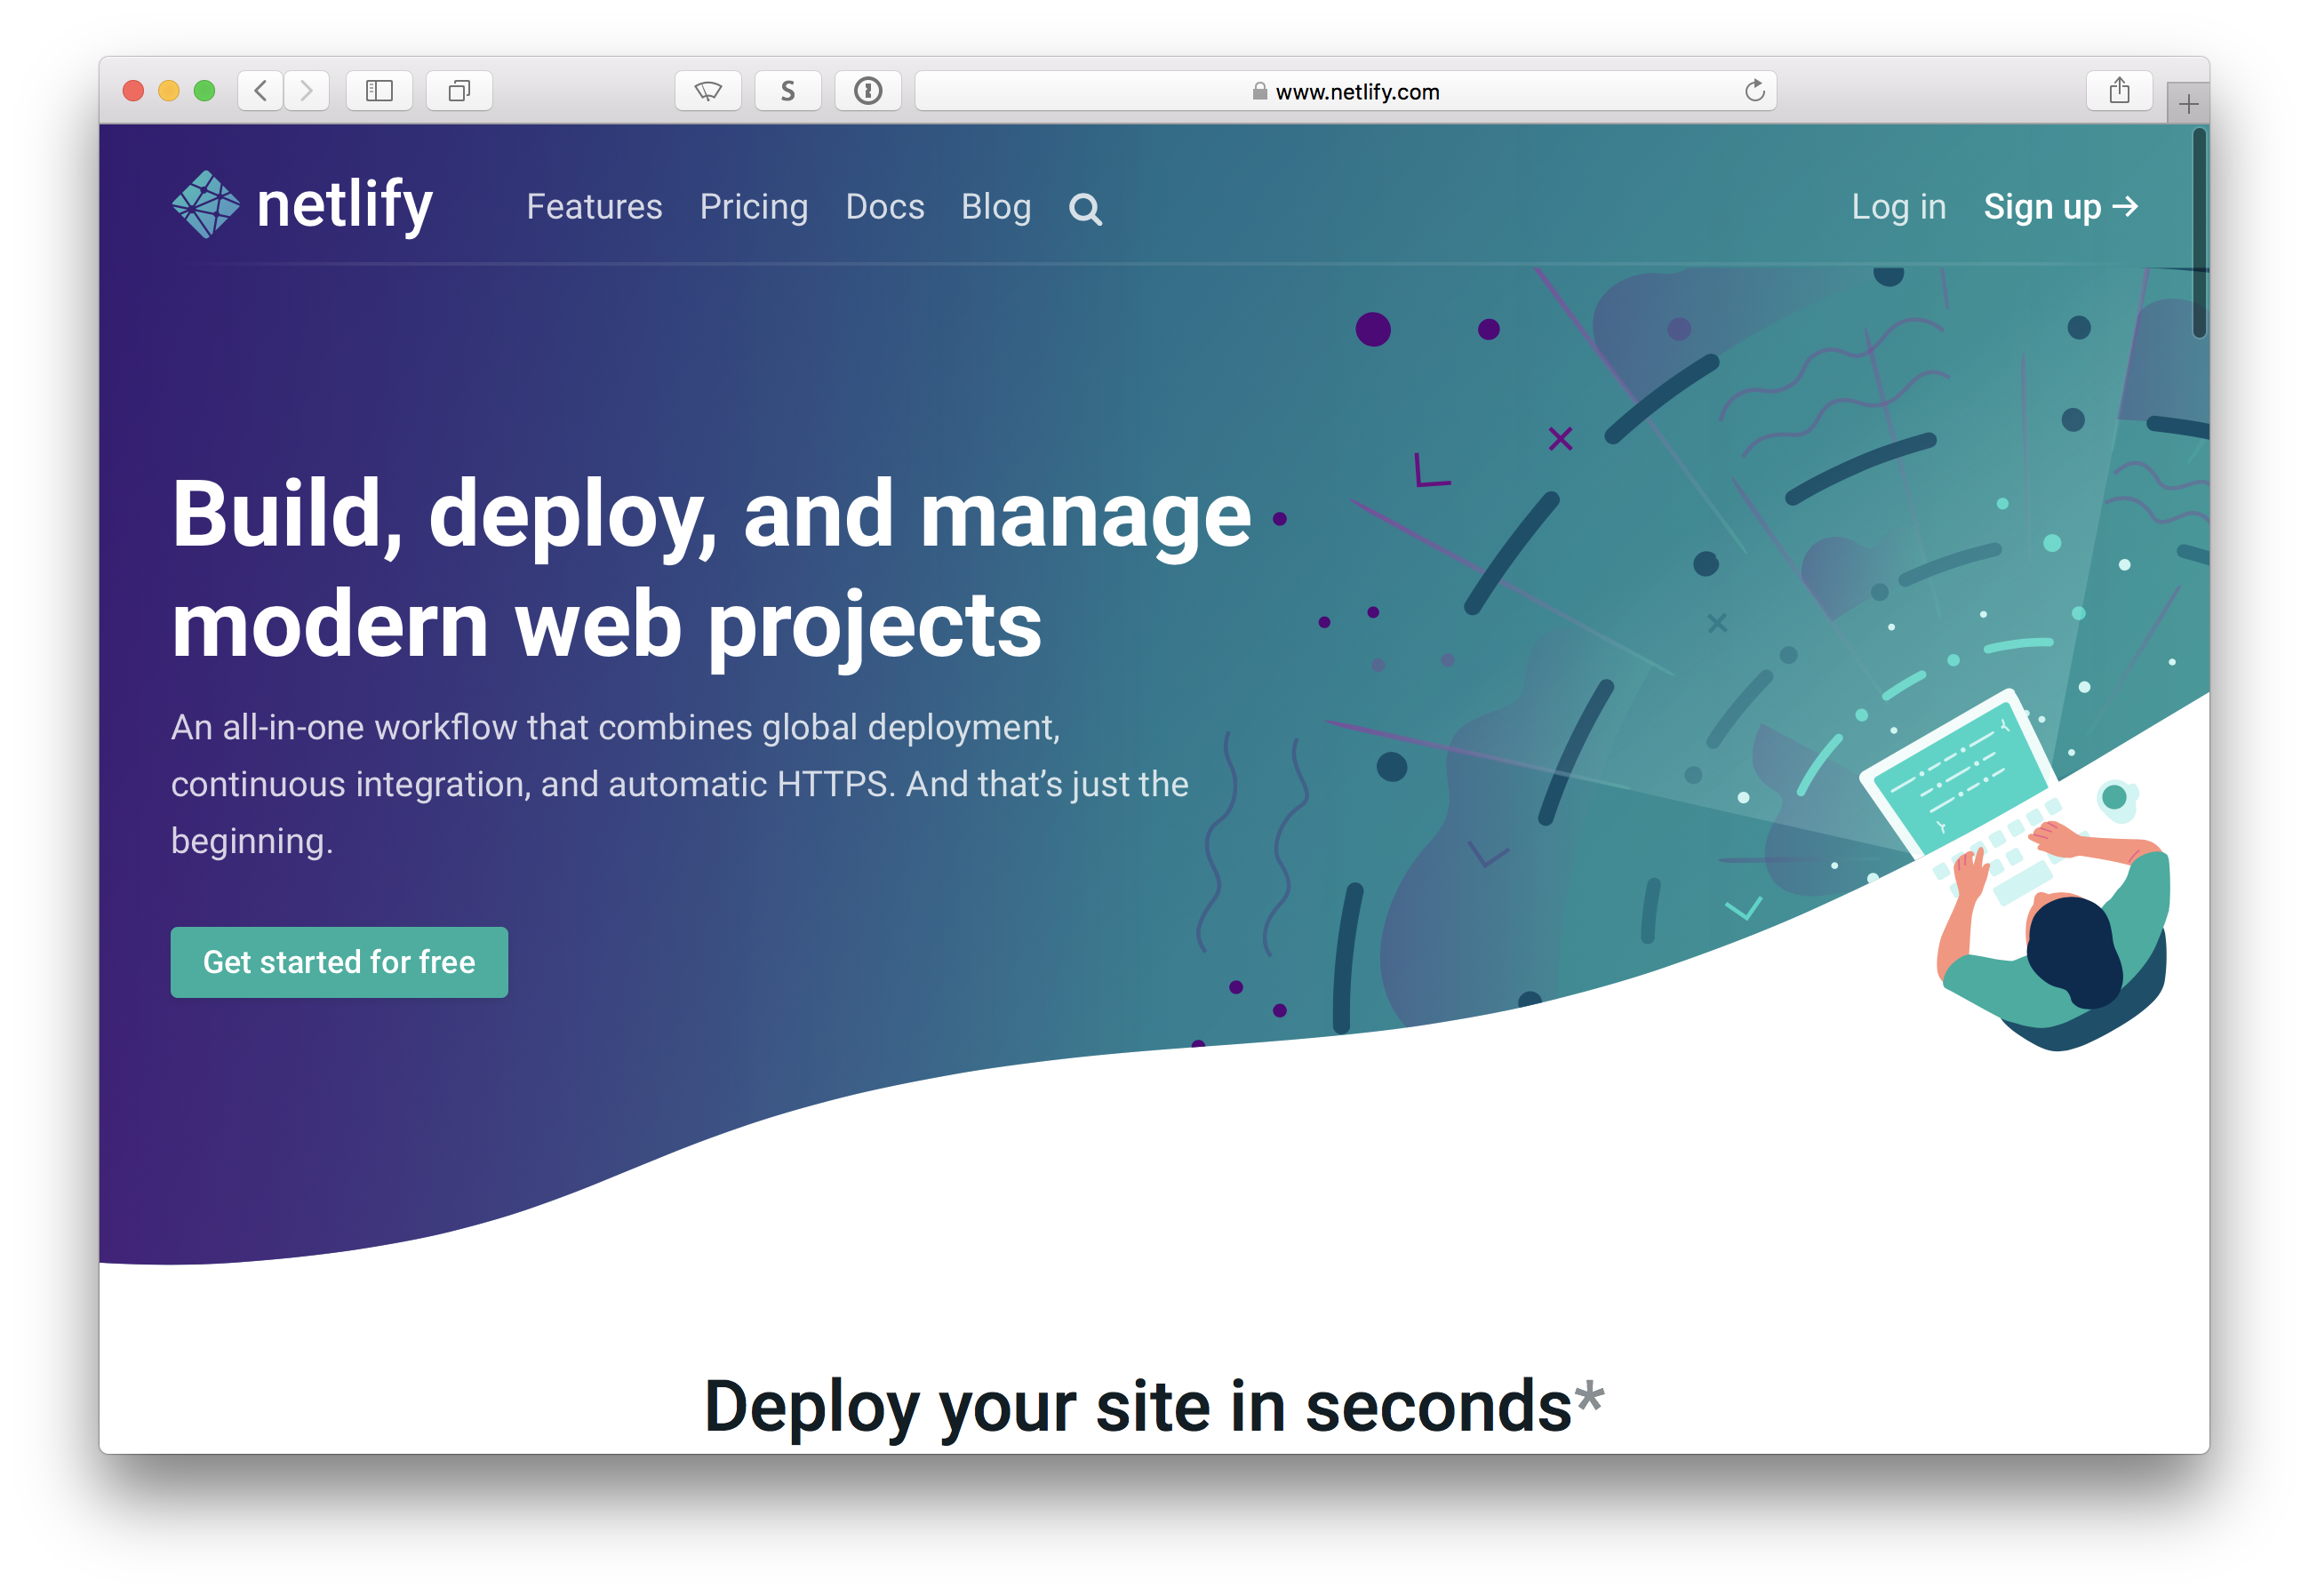 S
www.netlify.com
netlify Features Pricing Docs Blog Log in Sign up →
Build, deploy, and manage
modern web projects
An all-in-one workflow that combines global deployment,
continuous integration, and automatic HTTPS. And that’s just the
beginning.
Get started for free
Deploy your site in seconds*